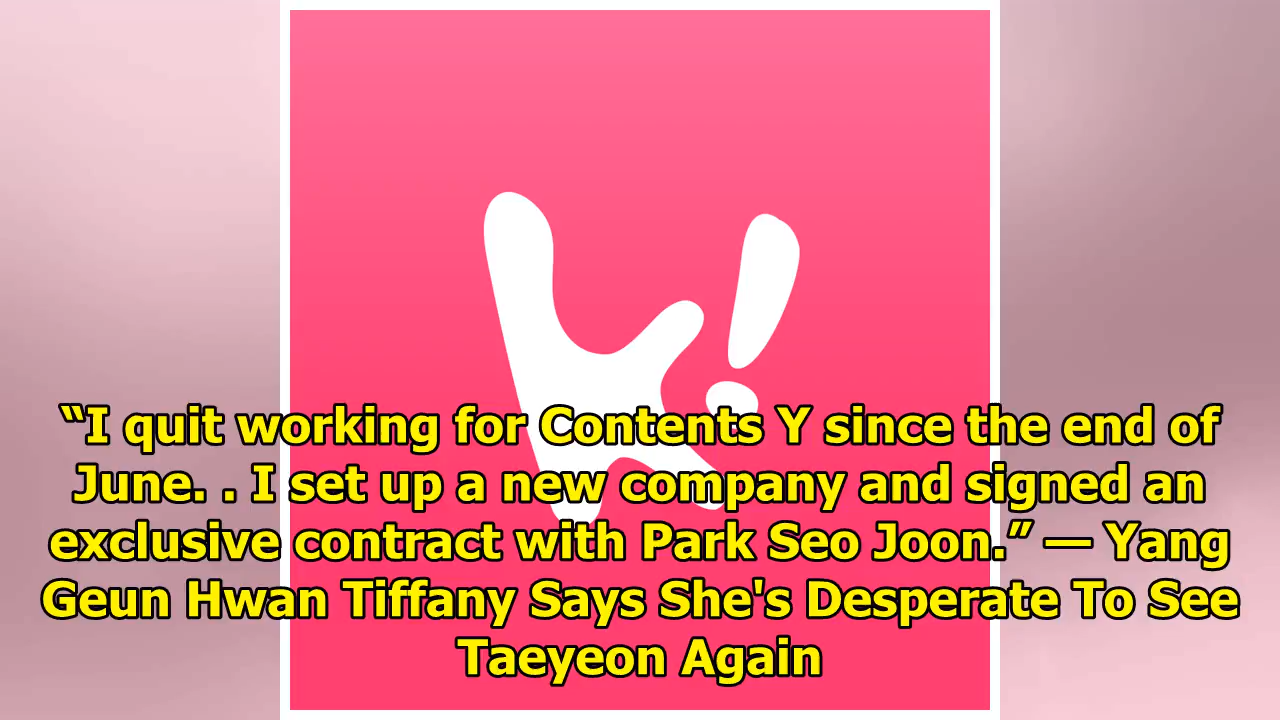 k!
“I quit working for Contents Y since the end of
June. . I set up a new company and signed an
exclusive contract with Park Seo Joon.” — Yang
Geun Hwan Tiffany Says She's Desperate To See
Taeyeon Again